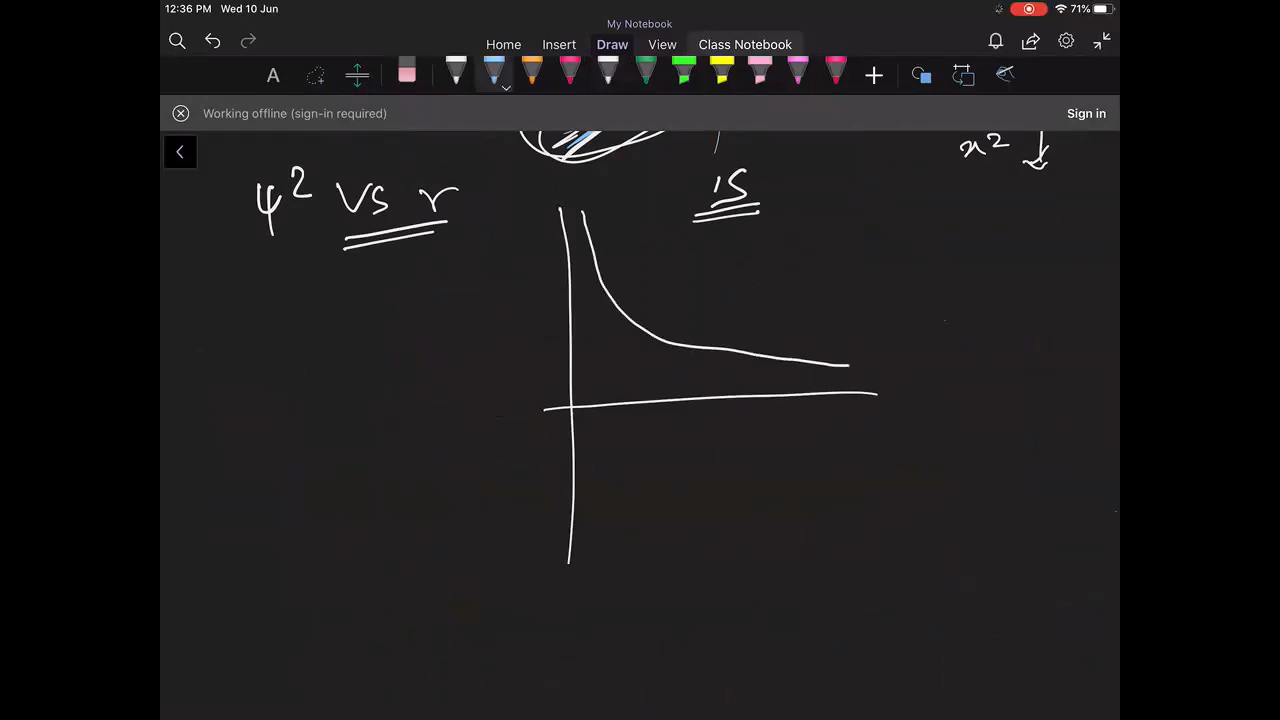 12:36 PM Wed 10 Jun 71%
My Notebook
Home Insert Draw View Class Notebook
A
Working offline (sign-in required) Sign in
x²
ψ² VS r
1S